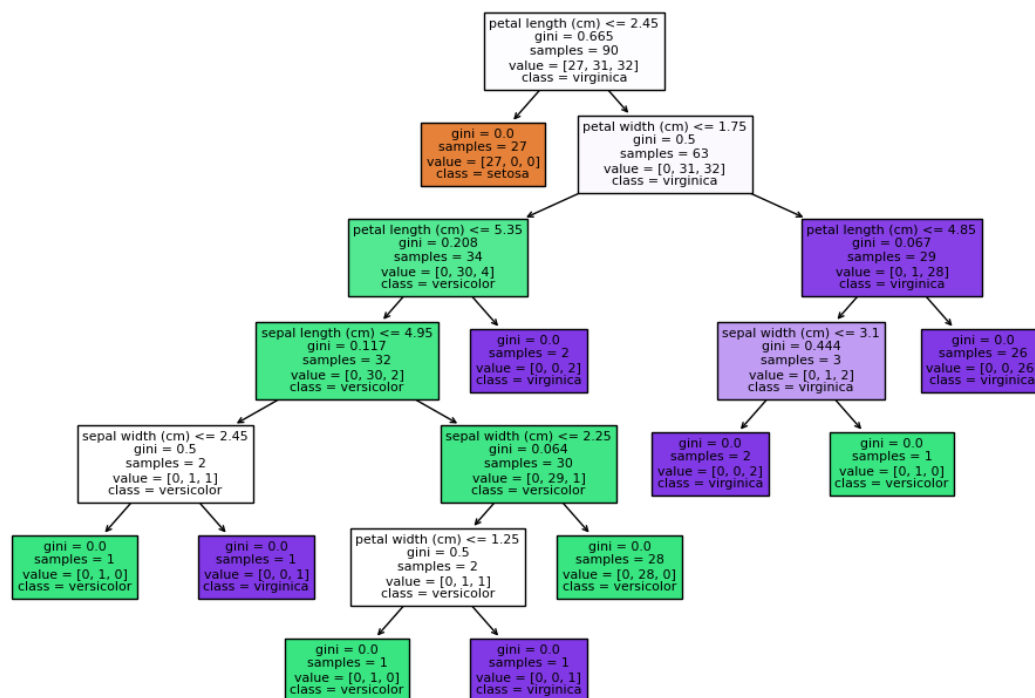 petal length (cm) <= 2.45
gini = 0.665
samples = 90
value = [27, 31, 32]
class = virginica
gini = 0.0
samples = 27
value = [27, 0, 0]
class = setosa
petal width (cm) <= 1.75
gini = 0.5
samples = 63
value = [0, 31, 32]
class = virginica
petal length (cm) <= 5.35
gini = 0.208
samples = 34
value = [0, 30, 4]
class = versicolor
petal length (cm) <= 4.85
gini = 0.067
samples = 29
value = [0, 1, 28]
class = virginica
sepal length (cm) <= 4.95
gini = 0.117
samples = 32
value = [0, 30, 2]
class = versicolor
gini = 0.0
samples = 2
value = [0, 0, 2]
class = virginica
sepal width (cm) <= 3.1
gini = 0.444
samples = 3
value = [0, 1, 2]
class = virginica
gini = 0.0
samples = 26
value = [0, 0, 26]
class = virginica
sepal width (cm) <= 2.45
gini = 0.5
samples = 2
value = [0, 1, 1]
class = versicolor
sepal width (cm) <= 2.25
gini = 0.064
samples = 30
value = [0, 29, 1]
class = versicolor
gini = 0.0
samples = 2
value = [0, 0, 2]
class = virginica
gini = 0.0
samples = 1
value = [0, 1, 0]
class = versicolor
gini = 0.0
samples = 1
value = [0, 1, 0]
class = versicolor
gini = 0.0
samples = 1
value = [0, 0, 1]
class = virginica
petal width (cm) <= 1.25
gini = 0.5
samples = 2
value = [0, 1, 1]
class = versicolor
gini = 0.0
samples = 28
value = [0, 28, 0]
class = versicolor
gini = 0.0
samples = 1
value = [0, 1, 0]
class = versicolor
gini = 0.0
samples = 1
value = [0, 0, 1]
class = virginica